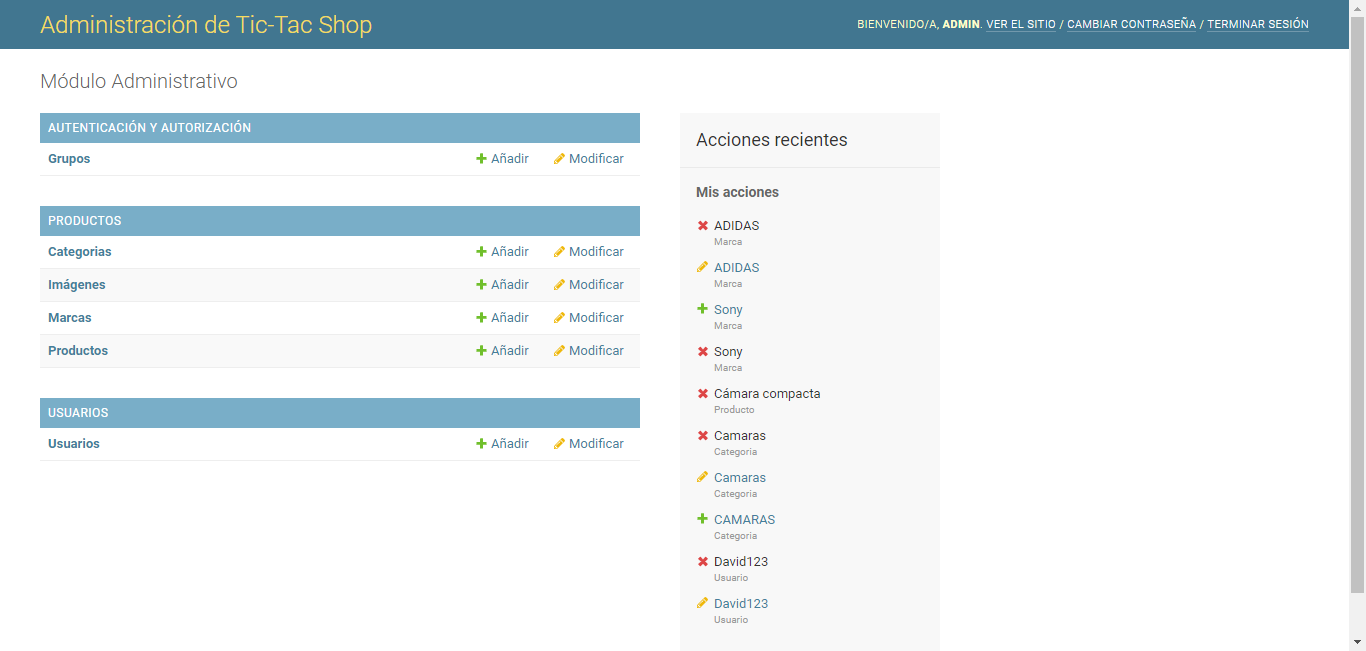 Administración de Tic-Tac Shop
BIENVENIDO/A, ADMIN. VER EL SITIO / CAMBIAR CONTRASEÑA / TERMINAR SESIÓN
Módulo Administrativo
AUTENTICACIÓN Y AUTORIZACIÓN
Grupos Añadir Modificar
PRODUCTOS
Categorias Añadir Modificar
Imágenes Añadir Modificar
Marcas Añadir Modificar
Productos Añadir Modificar
USUARIOS
Usuarios Añadir Modificar
Acciones recientes
Mis acciones
ADIDAS
Marca
ADIDAS
Marca
Sony
Marca
Sony
Marca
Cámara compacta
Producto
Camaras
Categoria
Camaras
Categoria
CAMARAS
Categoria
David123
Usuario
David123
Usuario